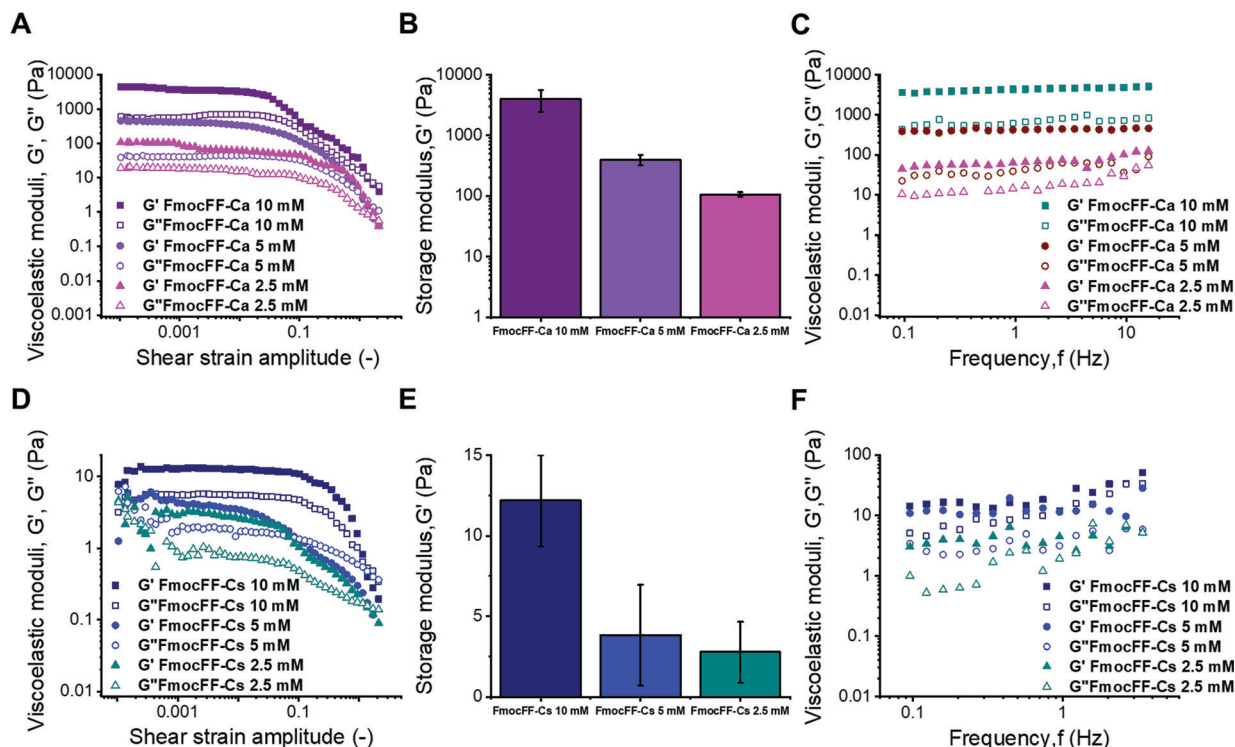 A
Viscoelastic moduli, G', G'' (Pa)
10000
1000
100
10
1
0.1
0.01
0.001
G' FmocFF-Ca 10 mM
G''FmocFF-Ca 10 mM
G' FmocFF-Ca 5 mM
G''FmocFF-Ca 5 mM
G' FmocFF-Ca 2.5 mM
G''FmocFF-Ca 2.5 mM
0.001
0.1
Shear strain amplitude (-)
B
Storage modulus,G' (Pa)
10000
1000
100
10
1
FmocFF-Ca 10 mM FmocFF-Ca 5 mM FmocFF-Ca 2.5 mM
C
Viscoelastic moduli, G',G'' (Pa)
10000
1000
100
10
1
0.1
0.01
G' FmocFF-Ca 10 mM
G''FmocFF-Ca 10 mM
G' FmocFF-Ca 5 mM
G''FmocFF-Ca 5 mM
G' FmocFF-Ca 2.5 mM
G''FmocFF-Ca 2.5 mM
0.1
1
10
Frequency,f (Hz)
D
Viscoelastic moduli, G', G'' (Pa)
10
1
0.1
0.01
G' FmocFF-Cs 10 mM
G''FmocFF-Cs 10 mM
G' FmocFF-Cs 5 mM
G''FmocFF-Cs 5 mM
G' FmocFF-Cs 2.5 mM
G''FmocFF-Cs 2.5 mM
0.001
0.1
Shear strain amplitude (-)
E
Storage modulus,G' (Pa)
15
10
5
0
FmocFF-Cs 10 mM FmocFF-Cs 5 mM FmocFF-Cs 2.5 mM
F
Viscoelastic moduli, G',G'' (Pa)
100
10
1
0.1
0.01
G' FmocFF-Cs 10 mM
G''FmocFF-Cs 10 mM
G' FmocFF-Cs 5 mM
G''FmocFF-Cs 5 mM
G' FmocFF-Cs 2.5 mM
G''FmocFF-Cs 2.5 mM
0.1
1
Frequency,f (Hz)